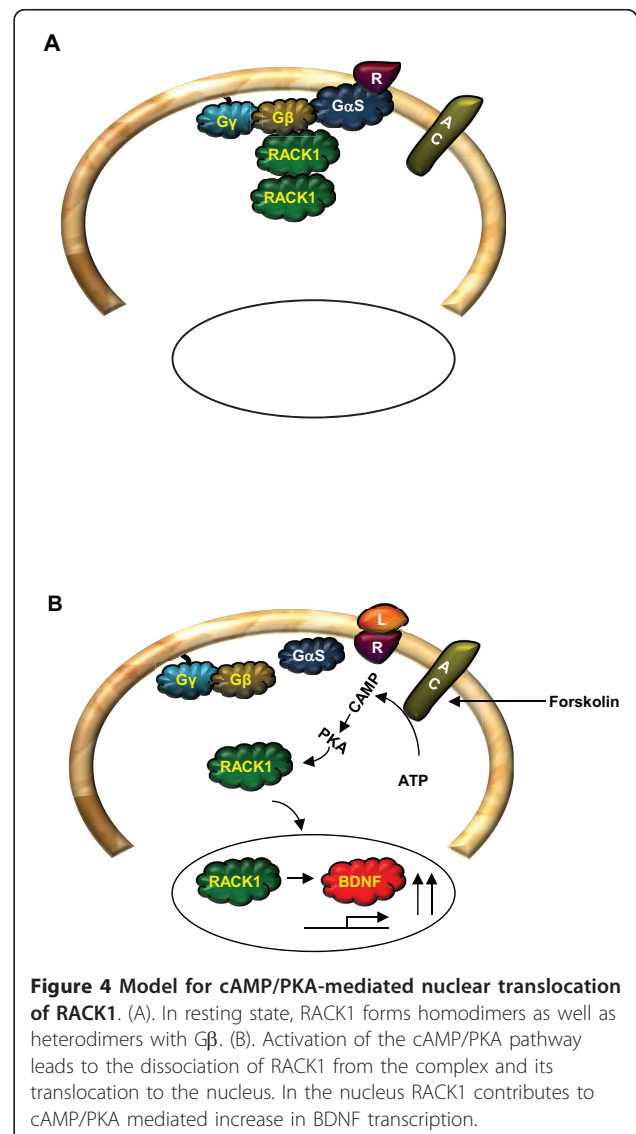 A
R
GαS
Gβ
Gγ
A
C
RACK1
RACK1
B
L
R
GαS
A
C
Gγ
Gβ
CAMP
Forskolin
PKA
RACK1
ATP
RACK1
BDNF
Figure 4 Model for cAMP/PKA-mediated nuclear translocation
of RACK1. (A). In resting state, RACK1 forms homodimers as well as
heterodimers with Gβ. (B). Activation of the cAMP/PKA pathway
leads to the dissociation of RACK1 from the complex and its
translocation to the nucleus. In the nucleus RACK1 contributes to
cAMP/PKA mediated increase in BDNF transcription.